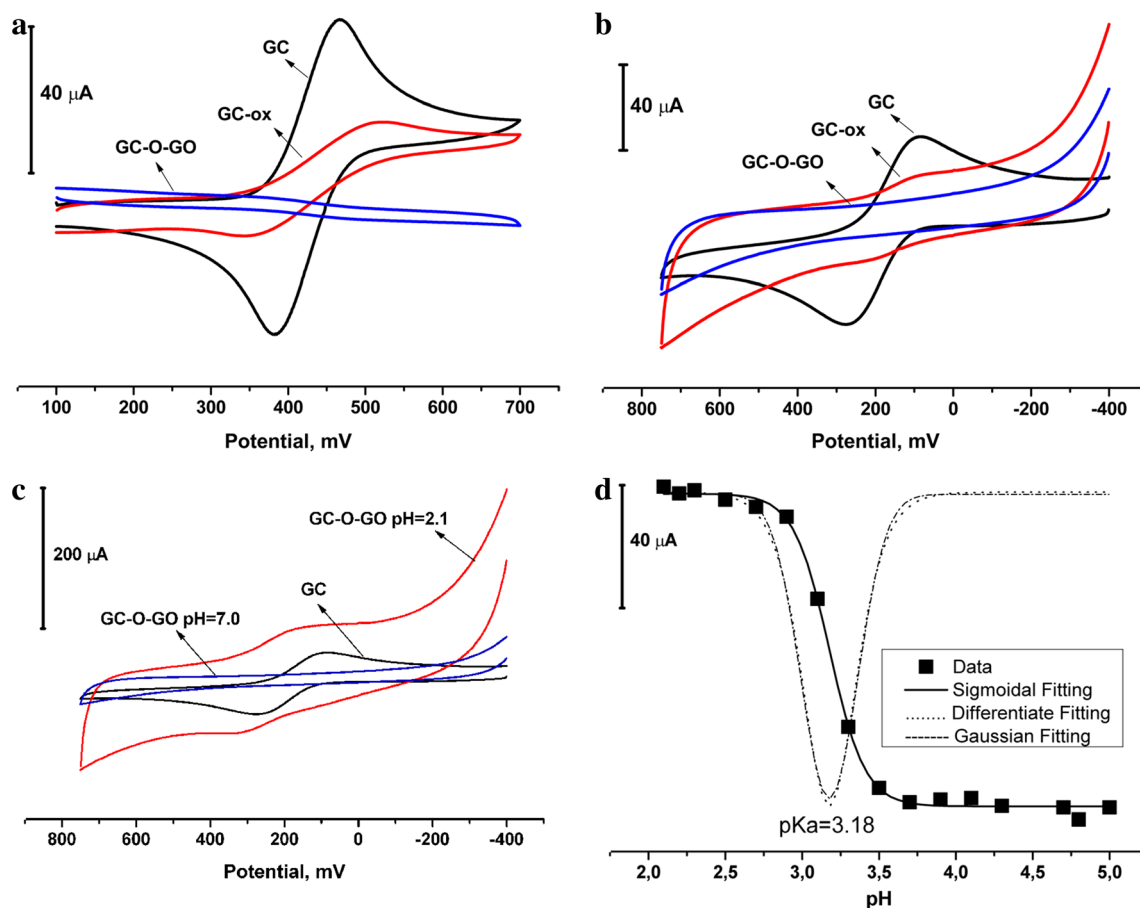 a
40 μA
GC
GC-ox
GC-O-GO
100 200 300 400 500 600 700
Potential, mV
b
40 μA
GC
GC-ox
GC-O-GO
800 600 400 200 0 -200 -400
Potential, mV
c
200 μA
GC-O-GO pH=2.1
GC
GC-O-GO pH=7.0
800 600 400 200 0 -200 -400
Potential, mV
d
40 μA
Data
Sigmoidal Fitting
Differentiate Fitting
Gaussian Fitting
pKa=3.18
2,0 2,5 3,0 3,5 4,0 4,5 5,0
pH